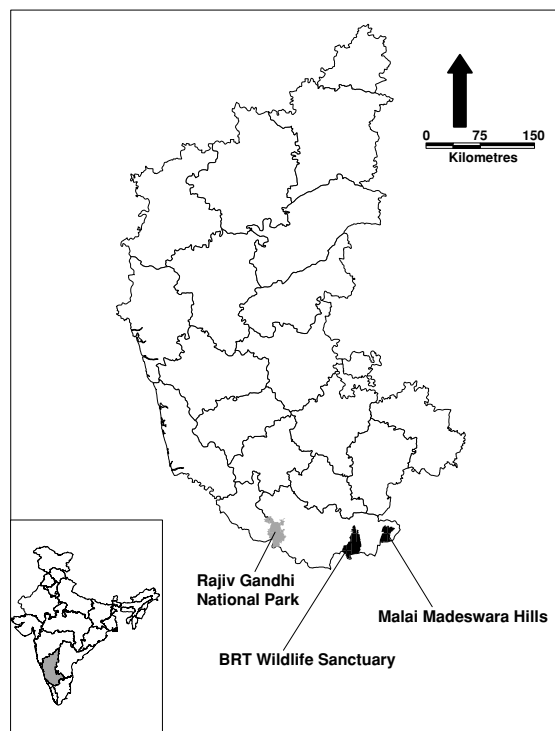 0 75 150
Kilometres
Rajiv Gandhi
National Park
Malai Madeswara Hills
BRT Wildlife Sanctuary